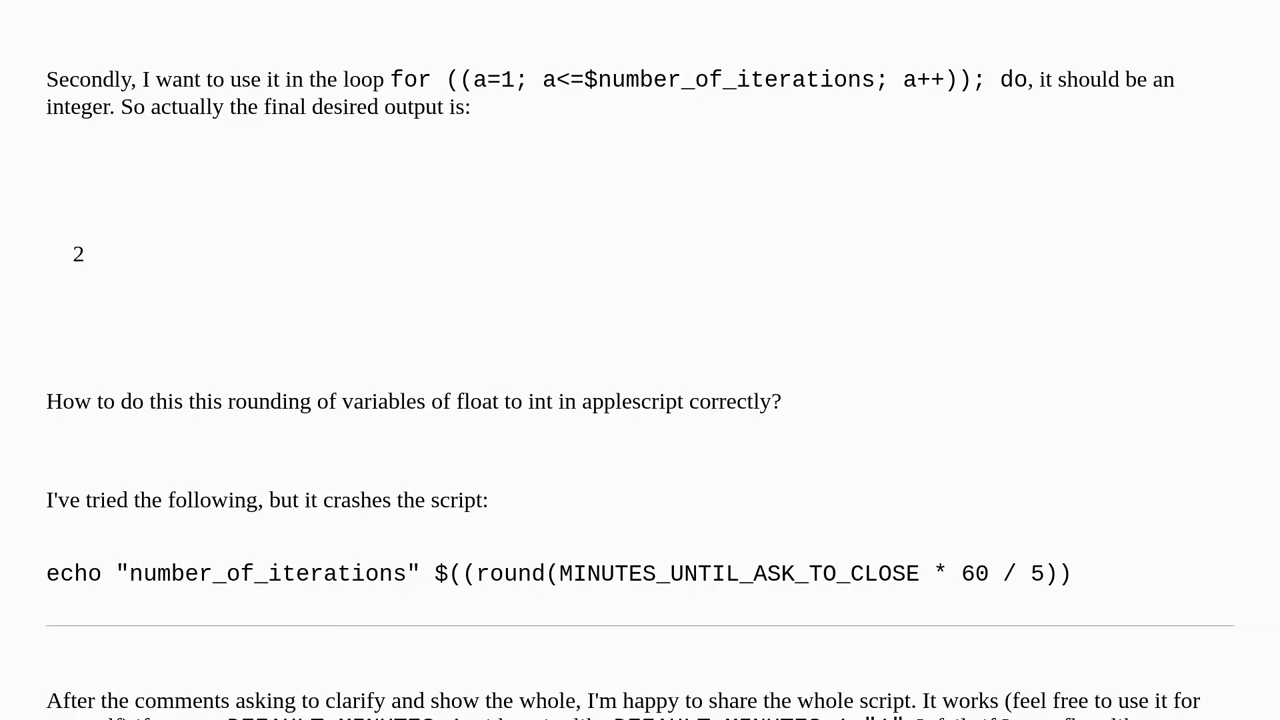 Secondly, I want to use it in the loop for ((a=1; a<=$number_of_iterations; a++)); do, it should be an
integer. So actually the final desired output is:
2
How to do this this rounding of variables of float to int in applescript correctly?
I've tried the following, but it crashes the script:
echo "number_of_iterations" $((round(MINUTES_UNTIL_ASK_TO_CLOSE * 60 / 5))
After the comments asking to clarify and show the whole, I'm happy to share the whole script. It works (feel free to use it for